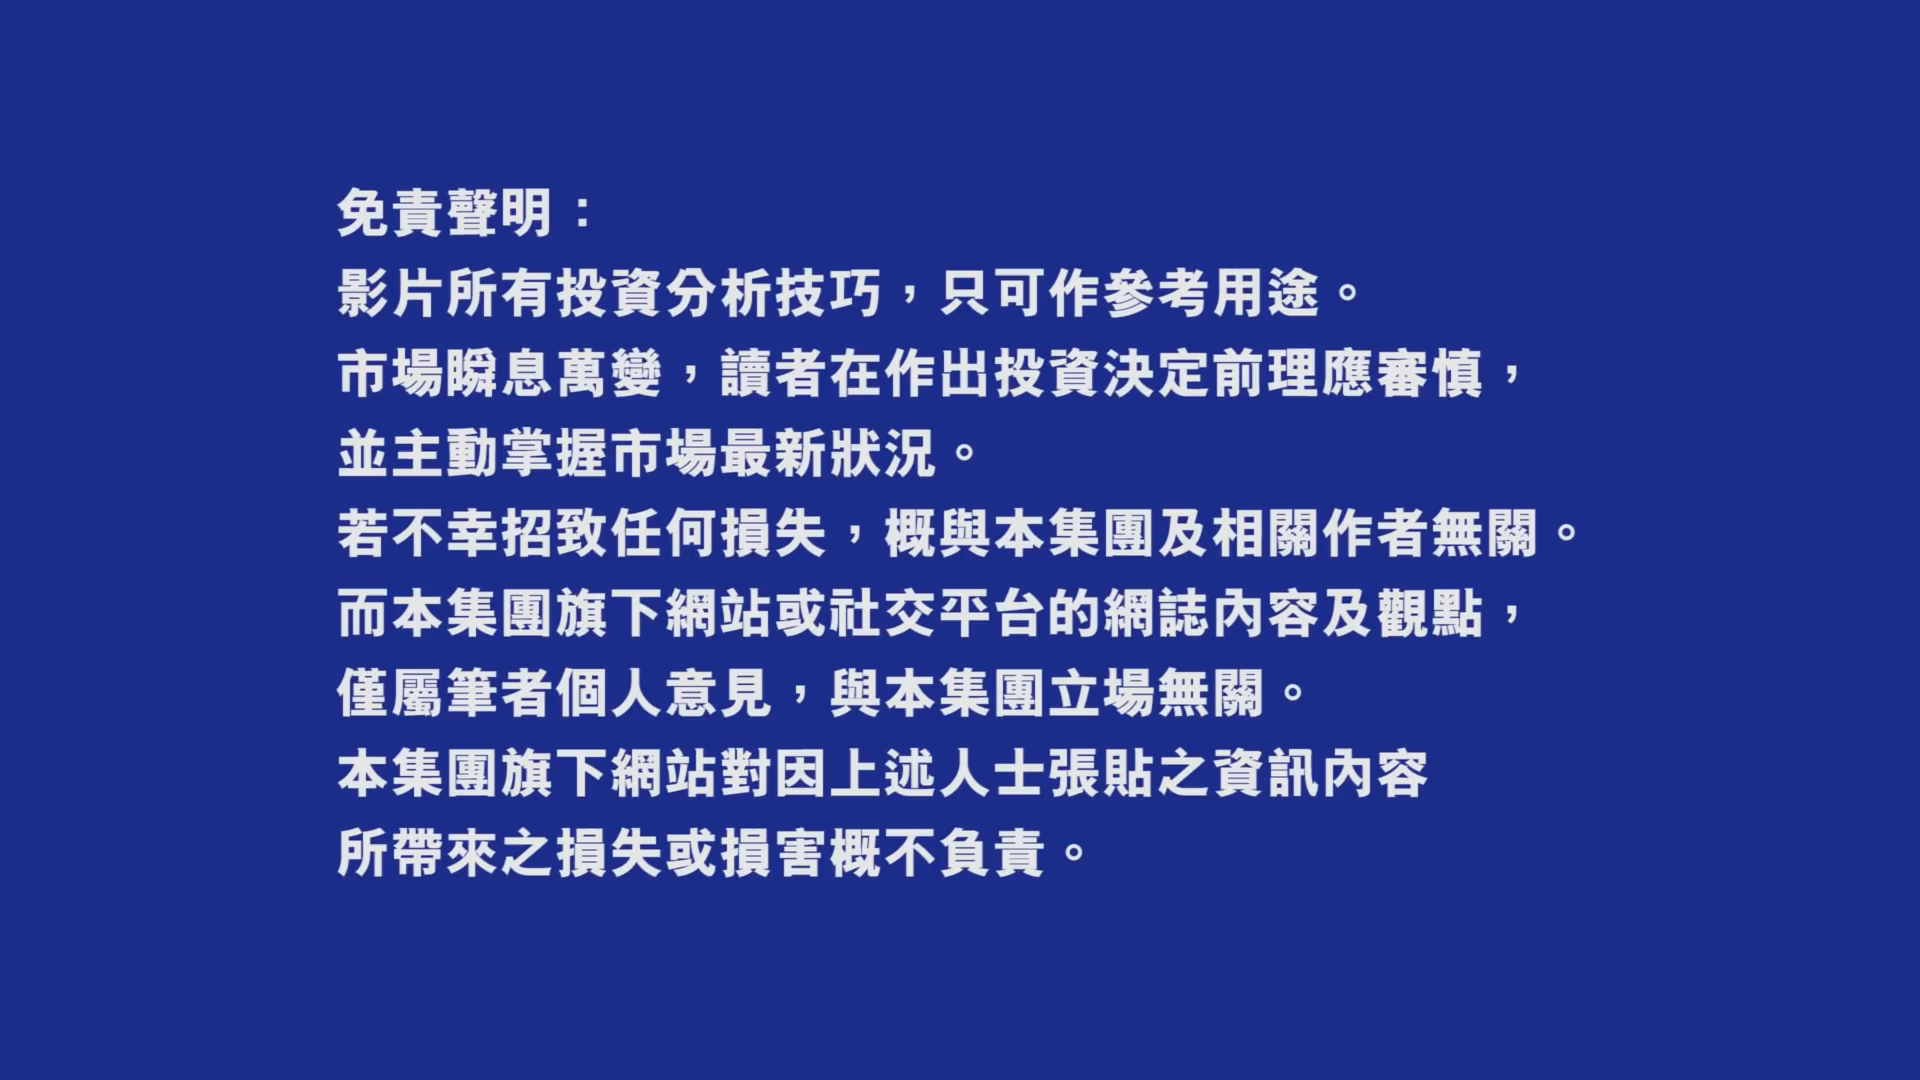 免責聲明：
影片所有投資分析技巧，只可作參考用途。
市場瞬息萬變，讀者在作出投資決定前理應審慎，
並主動掌握市場最新狀況。
若不幸招致任何損失，概與本集團及相關作者無關。
而本集團旗下網站或社交平台的網誌內容及觀點，
僅屬筆者個人意見，與本集團立場無關。
本集團旗下網站對因上述人士張貼之資訊內容
所帶來之損失或損害概不負責。